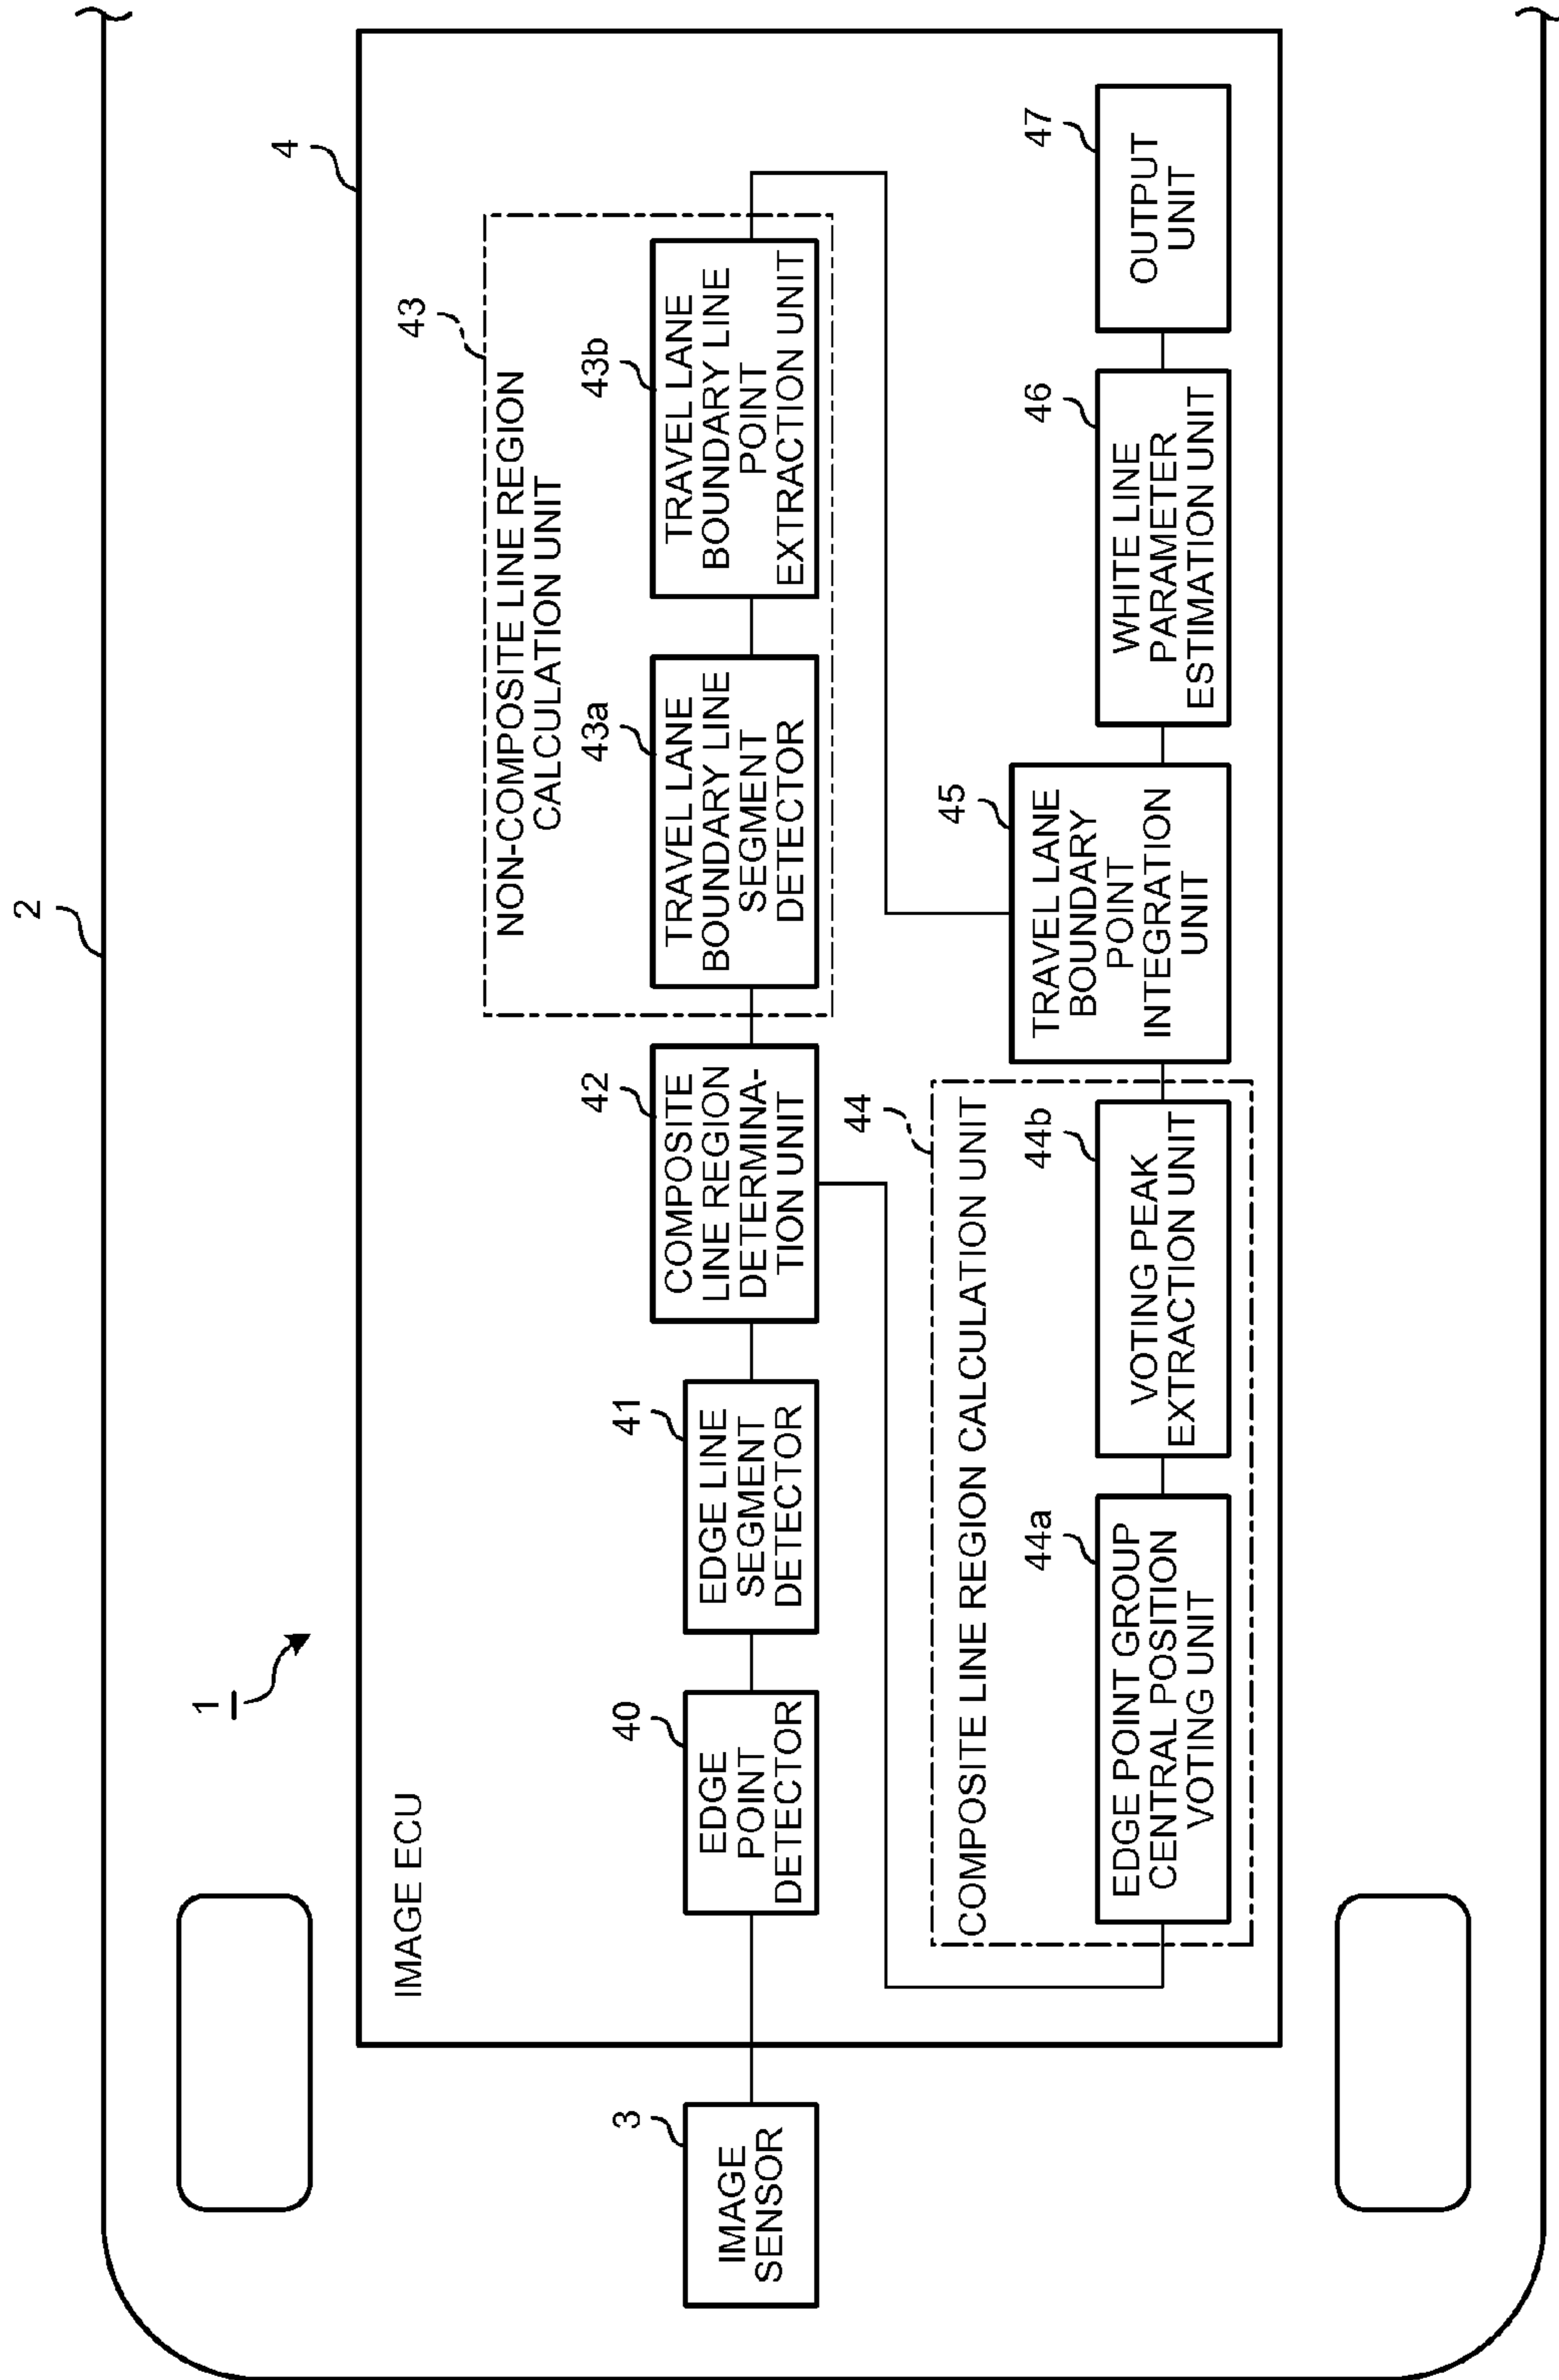 2
1
4
IMAGE ECU
3
IMAGE
SENSOR
40
EDGE
POINT
DETECTOR
41
EDGE LINE
SEGMENT
DETECTOR
42
COMPOSITE
LINE REGION
DETERMINA-
TION UNIT
43
NON-COMPOSITE LINE REGION
CALCULATION UNIT
43a
TRAVEL LANE
BOUNDARY LINE
SEGMENT
DETECTOR
43b
TRAVEL LANE
BOUNDARY LINE
POINT
EXTRACTION UNIT
44
COMPOSITE LINE REGION CALCULATION UNIT
44a
EDGE POINT GROUP
CENTRAL POSITION
VOTING UNIT
44b
VOTING PEAK
EXTRACTION UNIT
45
TRAVEL LANE
BOUNDARY
POINT
INTEGRATION
UNIT
46
WHITE LINE
PARAMETER
ESTIMATION UNIT
47
OUTPUT
UNIT